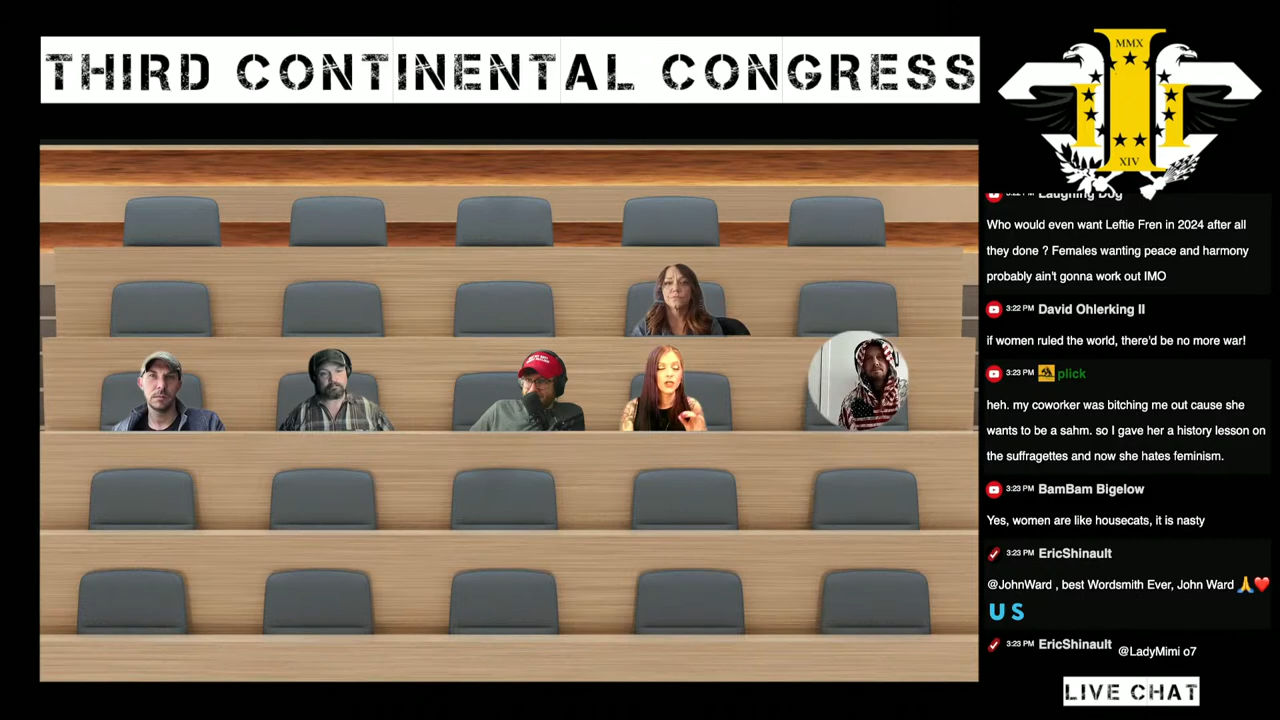 THIRD CONTINENTAL CONGRESS
MMX
XIV
3:22 PM Laughing Dog
Who would even want Leftie Fren in 2024 after all
they done ? Females wanting peace and harmony
probably ain't gonna work out IMO
3:22 PM David Ohlerking II
if women ruled the world, there'd be no more war!
3:23 PM plick
heh. my coworker was bitching me out cause she
wants to be a sahm. so I gave her a history lesson on
the suffragettes and now she hates feminism.
3:23 PM BamBam Bigelow
Yes, women are like housecats, it is nasty
3:23 PM EricShinault
@JohnWard , best Wordsmith Ever, John Ward 🙏❤️
U S
3:23 PM EricShinault @LadyMimi o7
LIVE CHAT